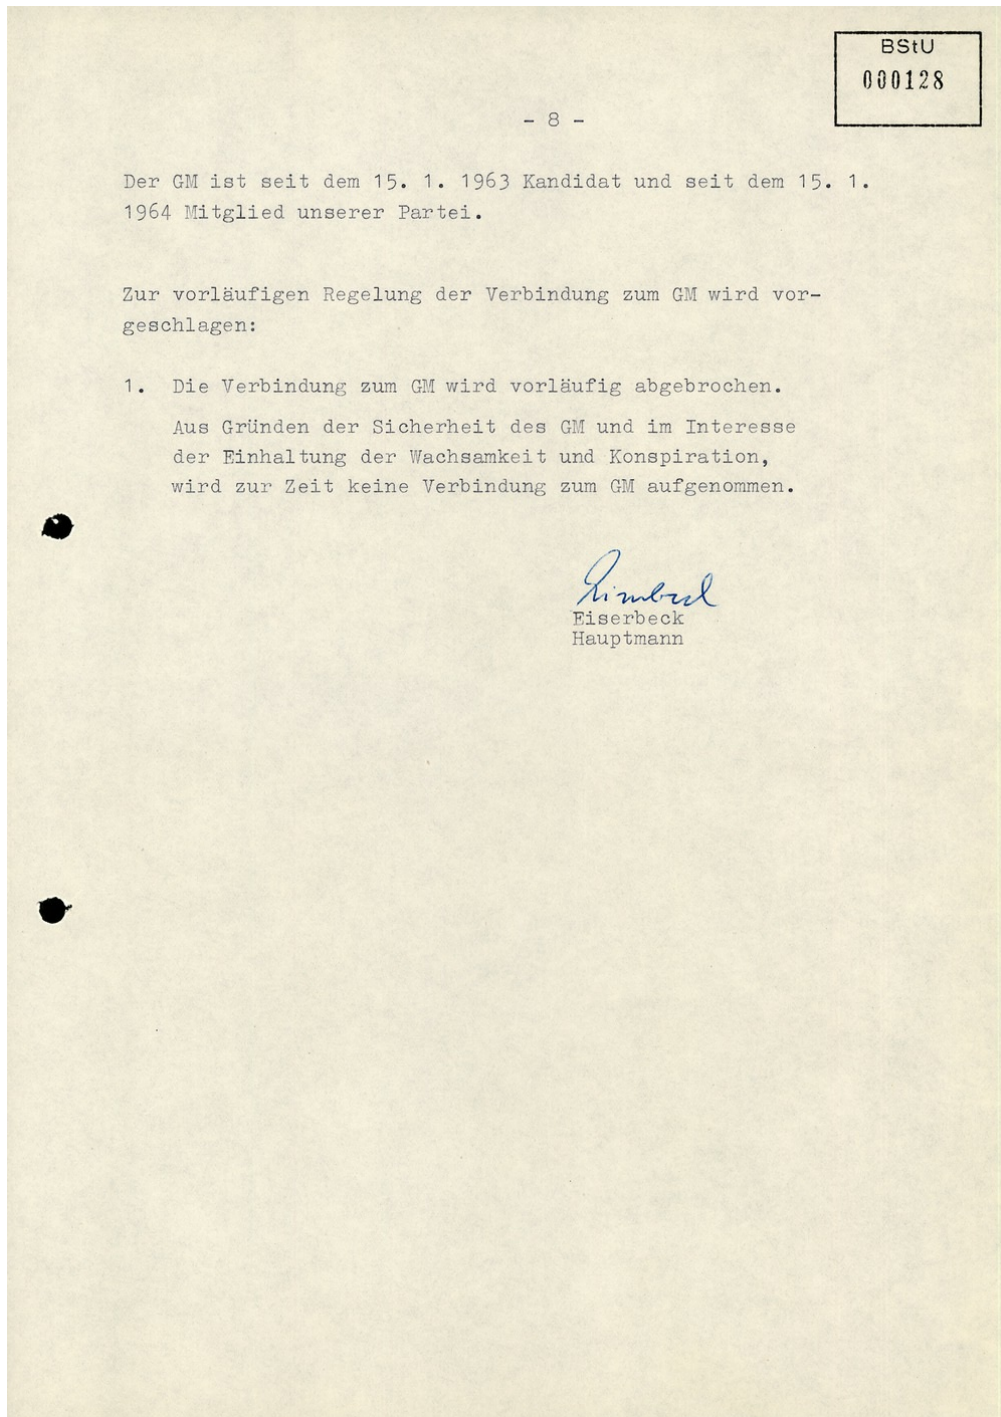 BStU
000128
- 8 -
Der GM ist seit dem 15. 1. 1963 Kandidat und seit dem 15. 1.
1964 Mitglied unserer Partei.
Zur vorläufigen Regelung der Verbindung zum GM wird vor-
geschlagen:
1. Die Verbindung zum GM wird vorläufig abgebrochen.
Aus Gründen der Sicherheit des GM und im Interesse
der Einhaltung der Wachsamkeit und Konspiration,
wird zur Zeit keine Verbindung zum GM aufgenommen.
Eiserbeck
Hauptmann